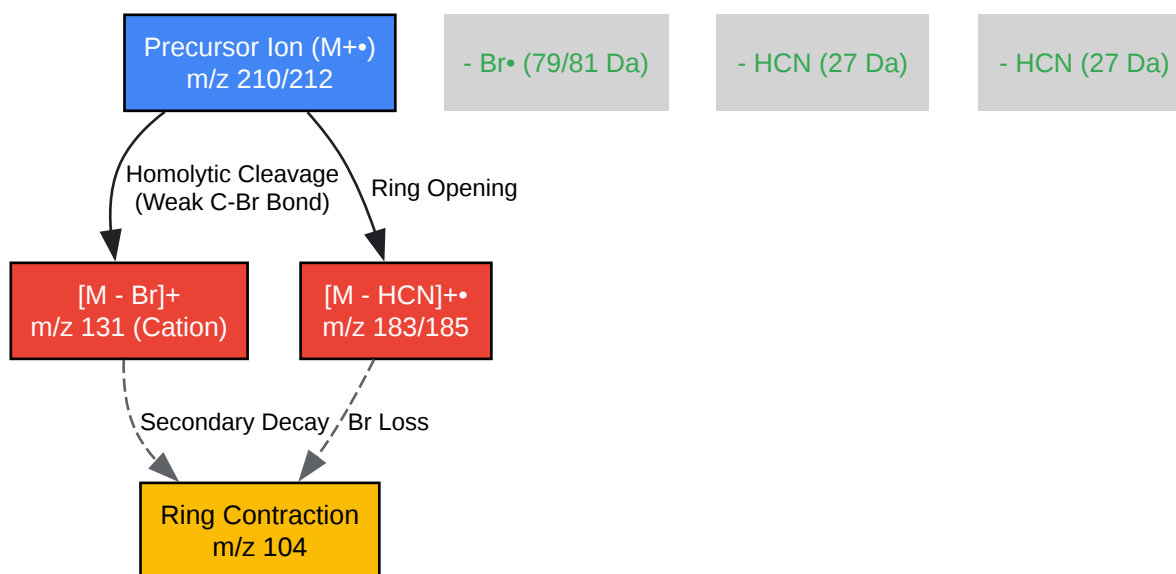 Precursor Ion (M+•)
m/z 210/212
- Br• (79/81 Da)
- HCN (27 Da)
- HCN (27 Da)
Homolytic Cleavage
(Weak C-Br Bond)
Ring Opening
[M - Br]+
m/z 131 (Cation)
[M - HCN]+•
m/z 183/185
Secondary Decay
Br Loss
Ring Contraction
m/z 104